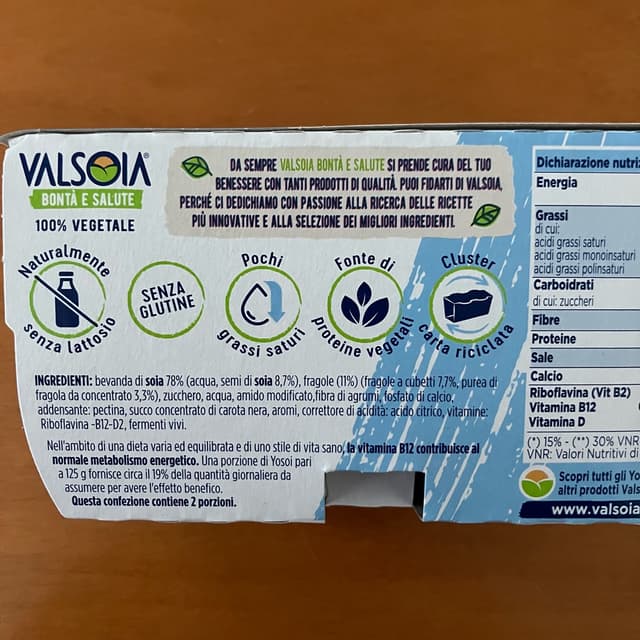 VALSOIA®
BONTÀ E SALUTE
100% VEGETALE
DA SEMPRE VALSOIA BONTÀ E SALUTE SI PRENDE CURA DEL TUO
BENESSERE CON TANTI PRODOTTI DI QUALITÀ. PUOI FIDARTI DI VALSOIA,
PERCHÉ CI DEDICHIAMO CON PASSIONE ALLA RICERCA DELLE RICETTE
PIÙ INNOVATIVE E ALLA SELEZIONE DEI MIGLIORI INGREDIENTI.
Naturalmente
senza lattosio
SENZA
GLUTINE
Pochi
grassi saturi
Fonte di
proteine vegetali
Cluster
carta riciclata
INGREDIENTI: bevanda di soia 78% (acqua, semi di soia 8,7%), fragole (11%) (fragole a cubetti 7,7%, purea di
fragola da concentrato 3,3%), zucchero, acqua, amido modificato,fibra di agrumi, fosfato di calcio,
addensante: pectina, succo concentrato di carota nera, aromi, correttore di acidità: acido citrico, vitamine:
Riboflavina -B12-D2, fermenti vivi.
Nell'ambito di una dieta varia ed equilibrata e di uno stile di vita sano, la vitamina B12 contribuisce al
normale metabolismo energetico. Una porzione di Yosoi pari
a 125 g fornisce circa il 19% della quantità giornaliera da
assumere per avere l'effetto benefico.
Questa confezione contiene 2 porzioni.
Dichiarazione nutriz
Energia
Grassi
di cui:
acidi grassi saturi
acidi grassi monoinsaturi
acidi grassi polinsaturi
Carboidrati
di cui: zuccheri
Fibre
Proteine
Sale
Calcio
Riboflavina (Vit B2)
Vitamina B12
Vitamina D
(*) 15% - (**) 30% VNR
VNR: Valori Nutritivi di
Scopri tutti gli Yo
altri prodotti Vals
www.valsoia